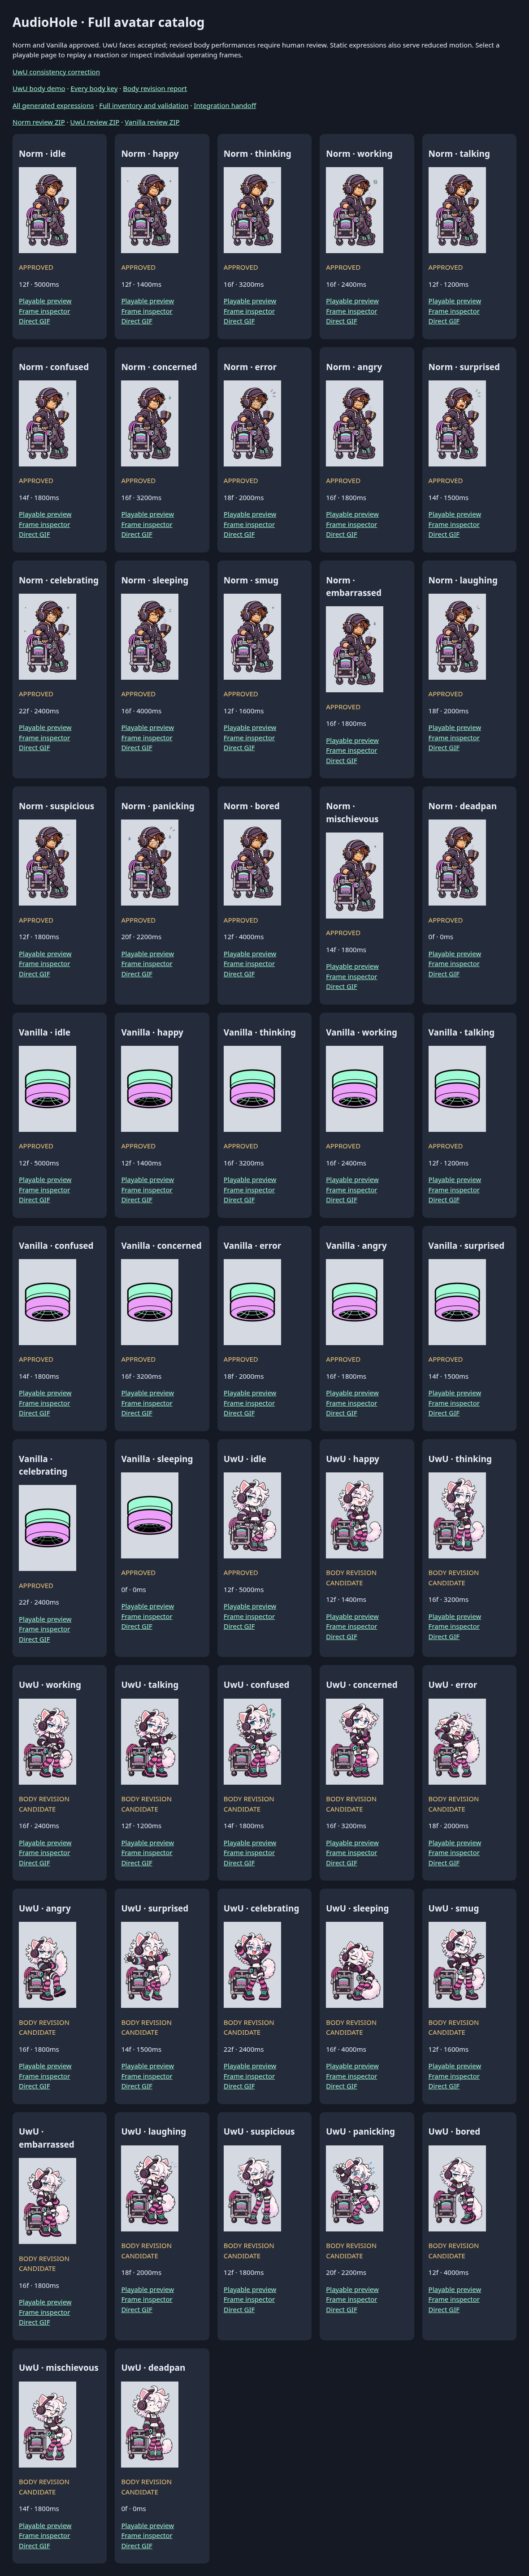 AudioHole · Full avatar catalog
Norm and Vanilla approved. UwU faces accepted; revised body performances require human review. Static expressions also serve reduced motion. Select a
playable page to replay a reaction or inspect individual operating frames.
UwU consistency correction
UwU body demo · Every body key · Body revision report
All generated expressions · Full inventory and validation · Integration handoff
Norm review ZIP · UwU review ZIP · Vanilla review ZIP
Norm · idle
APPROVED
12f · 5000ms
Playable preview
Frame inspector
Direct GIF
Norm · happy
APPROVED
12f · 1400ms
Playable preview
Frame inspector
Direct GIF
Norm · thinking
APPROVED
16f · 3200ms
Playable preview
Frame inspector
Direct GIF
Norm · working
APPROVED
16f · 2400ms
Playable preview
Frame inspector
Direct GIF
Norm · talking
APPROVED
12f · 1200ms
Playable preview
Frame inspector
Direct GIF
Norm · confused
APPROVED
14f · 1800ms
Playable preview
Frame inspector
Direct GIF
Norm · concerned
APPROVED
16f · 3200ms
Playable preview
Frame inspector
Direct GIF
Norm · error
APPROVED
18f · 2000ms
Playable preview
Frame inspector
Direct GIF
Norm · angry
APPROVED
16f · 1800ms
Playable preview
Frame inspector
Direct GIF
Norm · surprised
APPROVED
14f · 1500ms
Playable preview
Frame inspector
Direct GIF
Norm · celebrating
APPROVED
22f · 2400ms
Playable preview
Frame inspector
Direct GIF
Norm · sleeping
APPROVED
16f · 4000ms
Playable preview
Frame inspector
Direct GIF
Norm · smug
APPROVED
12f · 1600ms
Playable preview
Frame inspector
Direct GIF
Norm ·
embarrassed
APPROVED
16f · 1800ms
Playable preview
Frame inspector
Direct GIF
Norm · laughing
APPROVED
18f · 2000ms
Playable preview
Frame inspector
Direct GIF
Norm · suspicious
APPROVED
12f · 1800ms
Playable preview
Frame inspector
Direct GIF
Norm · panicking
APPROVED
20f · 2200ms
Playable preview
Frame inspector
Direct GIF
Norm · bored
APPROVED
12f · 4000ms
Playable preview
Frame inspector
Direct GIF
Norm ·
mischievous
APPROVED
14f · 1800ms
Playable preview
Frame inspector
Direct GIF
Norm · deadpan
APPROVED
0f · 0ms
Playable preview
Frame inspector
Direct GIF
Vanilla · idle
APPROVED
12f · 5000ms
Playable preview
Frame inspector
Direct GIF
Vanilla · happy
APPROVED
12f · 1400ms
Playable preview
Frame inspector
Direct GIF
Vanilla · thinking
APPROVED
16f · 3200ms
Playable preview
Frame inspector
Direct GIF
Vanilla · working
APPROVED
16f · 2400ms
Playable preview
Frame inspector
Direct GIF
Vanilla · talking
APPROVED
12f · 1200ms
Playable preview
Frame inspector
Direct GIF
Vanilla · confused
APPROVED
14f · 1800ms
Playable preview
Frame inspector
Direct GIF
Vanilla · concerned
APPROVED
16f · 3200ms
Playable preview
Frame inspector
Direct GIF
Vanilla · error
APPROVED
18f · 2000ms
Playable preview
Frame inspector
Direct GIF
Vanilla · angry
APPROVED
16f · 1800ms
Playable preview
Frame inspector
Direct GIF
Vanilla · surprised
APPROVED
14f · 1500ms
Playable preview
Frame inspector
Direct GIF
Vanilla ·
celebrating
APPROVED
22f · 2400ms
Playable preview
Frame inspector
Direct GIF
Vanilla · sleeping
APPROVED
0f · 0ms
Playable preview
Frame inspector
Direct GIF
UwU · idle
APPROVED
12f · 5000ms
Playable preview
Frame inspector
Direct GIF
UwU · happy
BODY REVISION
CANDIDATE
12f · 1400ms
Playable preview
Frame inspector
Direct GIF
UwU · thinking
BODY REVISION
CANDIDATE
16f · 3200ms
Playable preview
Frame inspector
Direct GIF
UwU · working
BODY REVISION
CANDIDATE
16f · 2400ms
Playable preview
Frame inspector
Direct GIF
UwU · talking
BODY REVISION
CANDIDATE
12f · 1200ms
Playable preview
Frame inspector
Direct GIF
UwU · confused
BODY REVISION
CANDIDATE
14f · 1800ms
Playable preview
Frame inspector
Direct GIF
UwU · concerned
BODY REVISION
CANDIDATE
16f · 3200ms
Playable preview
Frame inspector
Direct GIF
UwU · error
BODY REVISION
CANDIDATE
18f · 2000ms
Playable preview
Frame inspector
Direct GIF
UwU · angry
BODY REVISION
CANDIDATE
16f · 1800ms
Playable preview
Frame inspector
Direct GIF
UwU · surprised
BODY REVISION
CANDIDATE
14f · 1500ms
Playable preview
Frame inspector
Direct GIF
UwU · celebrating
BODY REVISION
CANDIDATE
22f · 2400ms
Playable preview
Frame inspector
Direct GIF
UwU · sleeping
BODY REVISION
CANDIDATE
16f · 4000ms
Playable preview
Frame inspector
Direct GIF
UwU · smug
BODY REVISION
CANDIDATE
12f · 1600ms
Playable preview
Frame inspector
Direct GIF
UwU ·
embarrassed
BODY REVISION
CANDIDATE
16f · 1800ms
Playable preview
Frame inspector
Direct GIF
UwU · laughing
BODY REVISION
CANDIDATE
18f · 2000ms
Playable preview
Frame inspector
Direct GIF
UwU · suspicious
BODY REVISION
CANDIDATE
12f · 1800ms
Playable preview
Frame inspector
Direct GIF
UwU · panicking
BODY REVISION
CANDIDATE
20f · 2200ms
Playable preview
Frame inspector
Direct GIF
UwU · bored
BODY REVISION
CANDIDATE
12f · 4000ms
Playable preview
Frame inspector
Direct GIF
UwU · mischievous
BODY REVISION
CANDIDATE
14f · 1800ms
Playable preview
Frame inspector
Direct GIF
UwU · deadpan
BODY REVISION
CANDIDATE
0f · 0ms
Playable preview
Frame inspector
Direct GIF